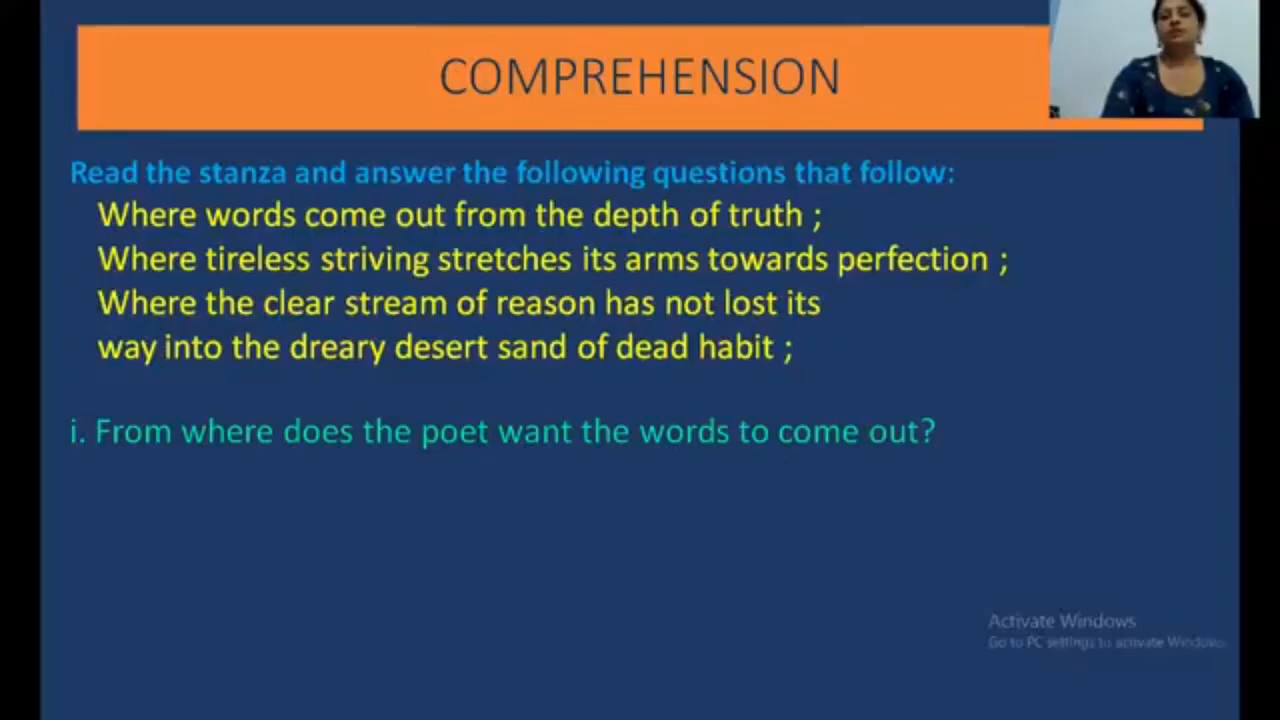 COMPREHENSION
Read the stanza and answer the following questions that follow:
Where words come out from the depth of truth ;
Where tireless striving stretches its arms towards perfection ;
Where the clear stream of reason has not lost its
way into the dreary desert sand of dead habit ;
i. From where does the poet want the words to come out?
Activate Windows
Go to PC settings to activate Windows.